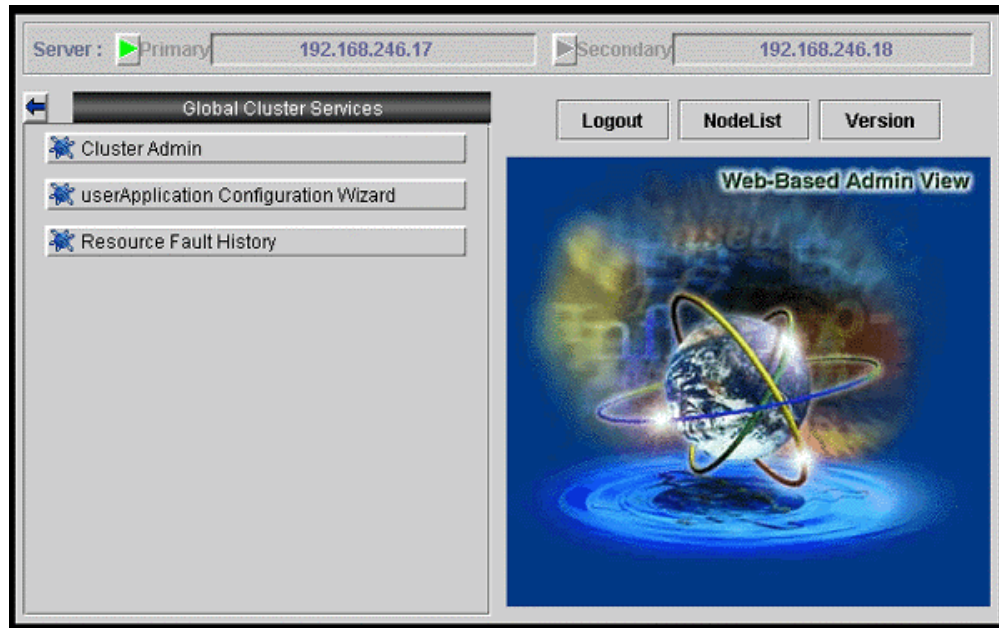 Server : Primary 192.168.246.17 Secondary 192.168.246.18
Global Cluster Services
Logout NodeList Version
Cluster Admin
userApplication Configuration Wizard
Resource Fault History
Web-Based Admin View